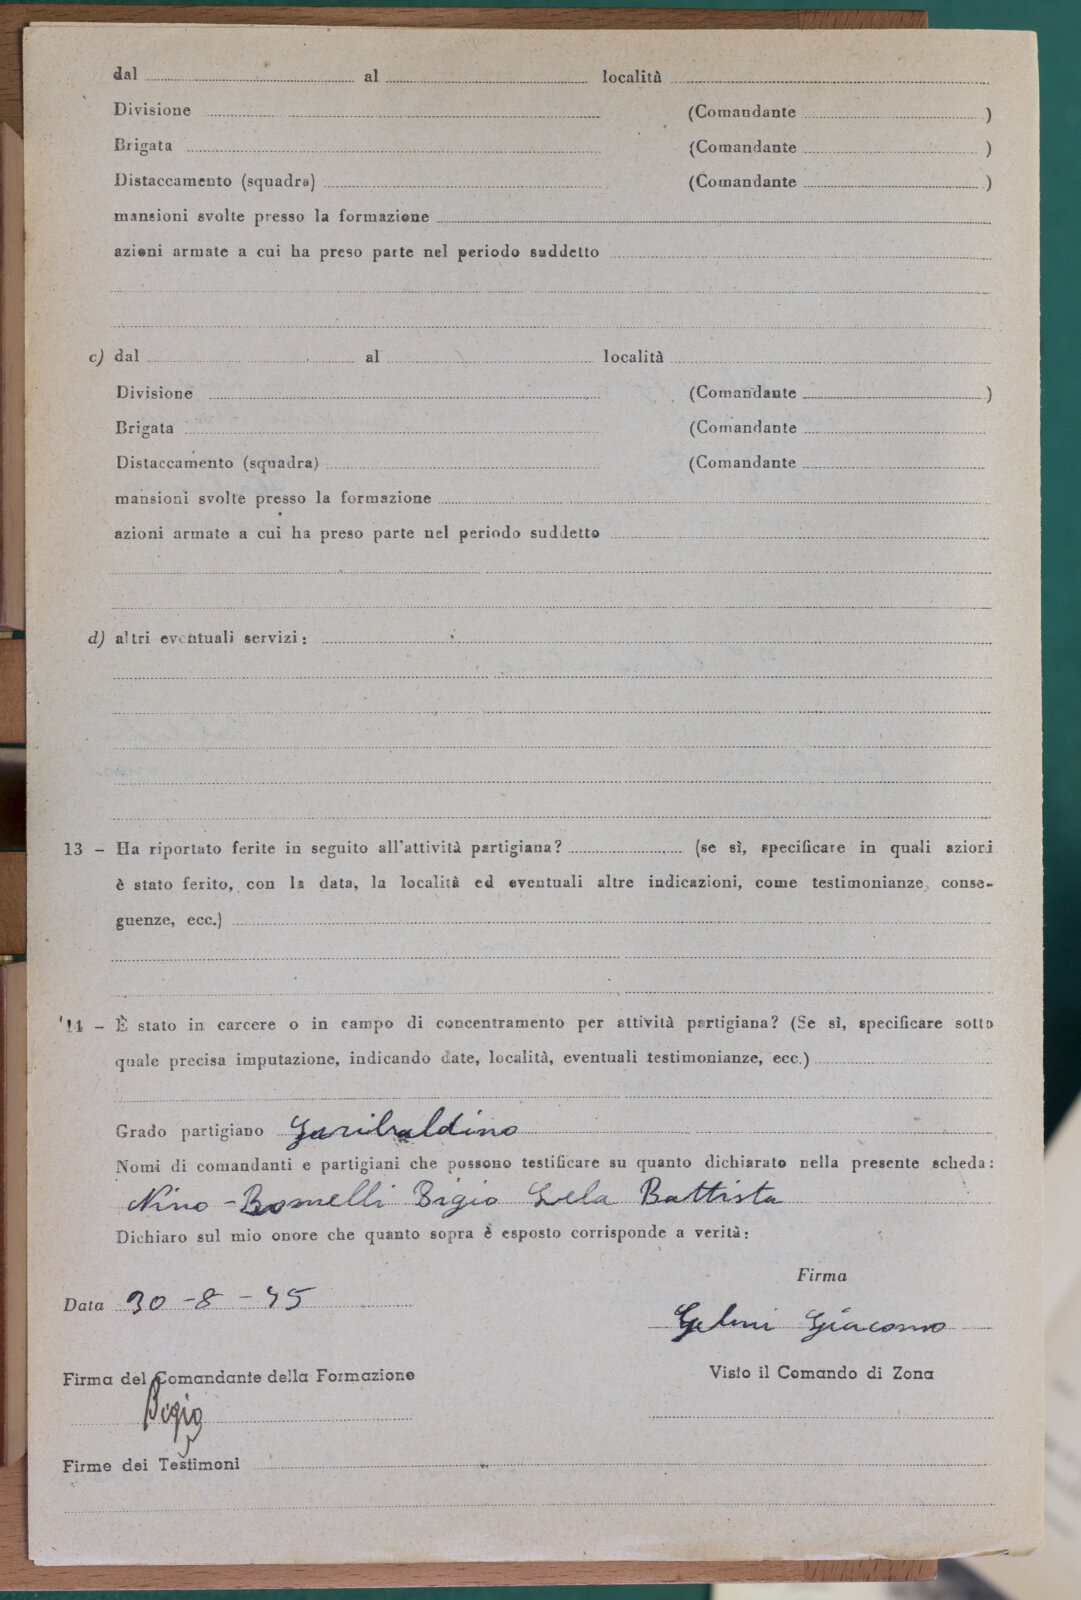 dal al località
Divisione (Comandante )
Brigata (Comandante )
Distaccamento (squadra) (Comandante )
mansioni svolte presso la formazione
azioni armate a cui ha preso parte nel periodo suddetto
c) dal al località
Divisione (Comandante )
Brigata (Comandante
Distaccamento (squadra) (Comandante
mansioni svolte presso la formazione
azioni armate a cui ha preso parte nel periodo suddetto
d) altri eventuali servizi:
13 - Ha riportato ferite in seguito all'attività partigiana? (se sì, specificare in quali azioni
è stato ferito, con la data, la località ed eventuali altre indicazioni, come testimonianze, conse-
guenze, ecc.)
14 - È stato in carcere o in campo di concentramento per attività partigiana? (Se sì, specificare sotto
quale precisa imputazione, indicando date, località, eventuali testimonianze, ecc.)
Grado partigiano Garibaldino
Nomi di comandanti e partigiani che possono testificare su quanto dichiarato nella presente scheda:
Nino - Bigio Battista
Dichiaro sul mio onore che quanto sopra è esposto corrisponde a verità:
Firma
Data 30-8-45
Giacomo
Firma del Comandante della Formazione Visto il Comando di Zona
Bigio
Firme dei Testimoni